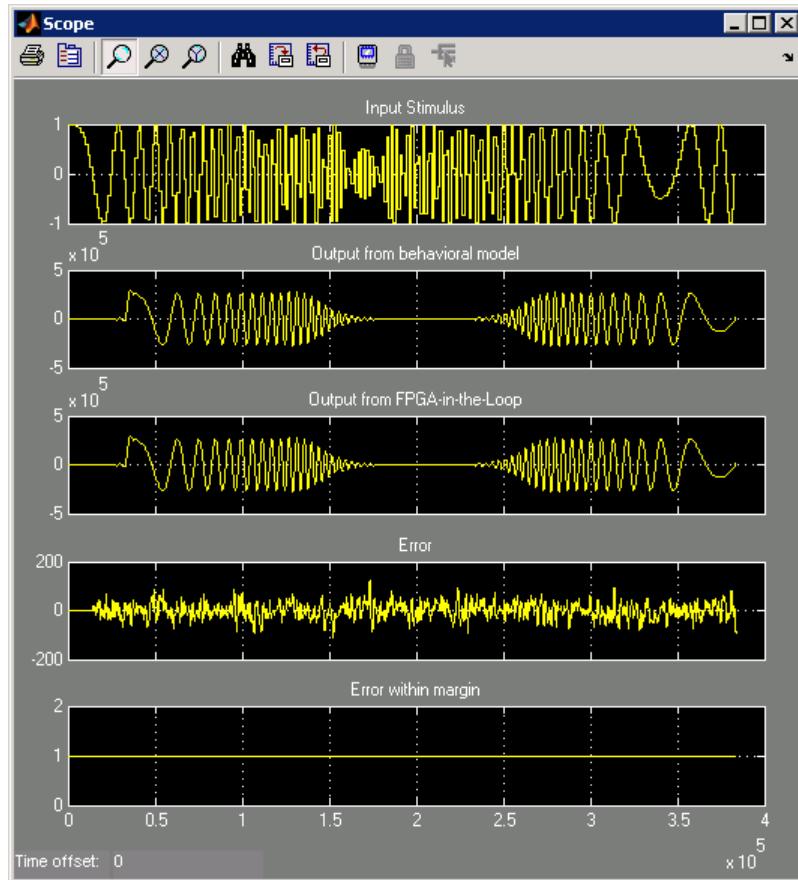 Scope
Input Stimulus
1
0
-1
x 10^5
Output from behavioral model
5
0
-5
x 10^5
Output from FPGA-in-the-Loop
5
0
-5
Error
200
0
-200
Error within margin
2
1
0
0 0.5 1 1.5 2 2.5 3 3.5 4
x 10^5
Time offset: 0